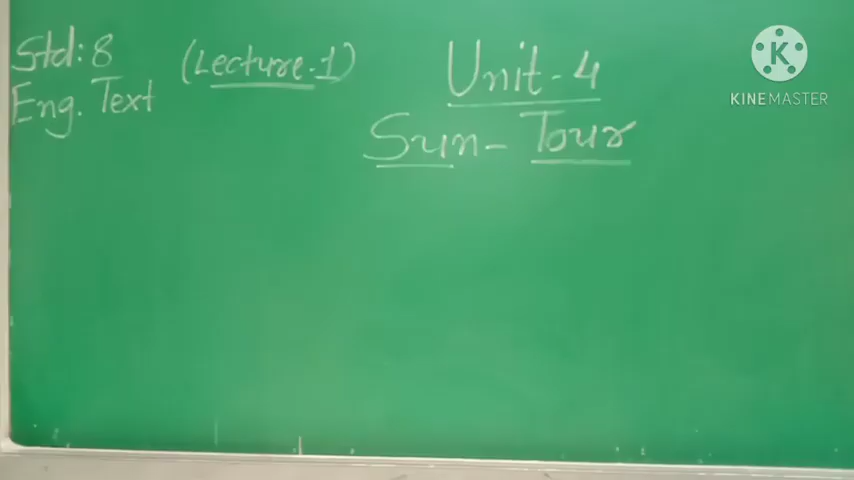 Std: 8
Eng. Text
(Lecture-1)
Unit-4
Sun-Tour
K
KINEMASTER